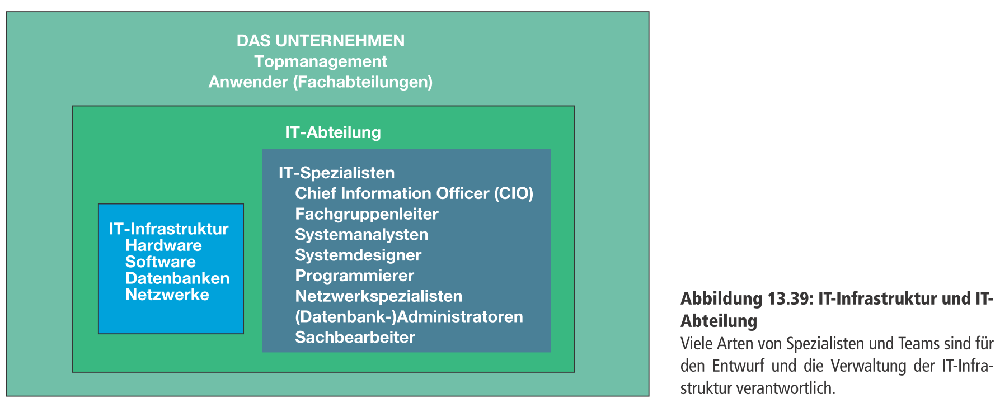 DAS UNTERNEHMEN
Topmanagement
Anwender (Fachabteilungen)
IT-Abteilung
IT-Infrastruktur
Hardware
Software
Datenbanken
Netzwerke
IT-Spezialisten
Chief Information Officer (CIO)
Fachgruppenleiter
Systemanalysten
Systemdesigner
Programmierer
Netzwerkspezialisten
(Datenbank-)Administratoren
Sachbearbeiter
Abbildung 13.39: IT-Infrastruktur und IT-
Abteilung
Viele Arten von Spezialisten und Teams sind für
den Entwurf und die Verwaltung der IT-Infra-
struktur verantwortlich.